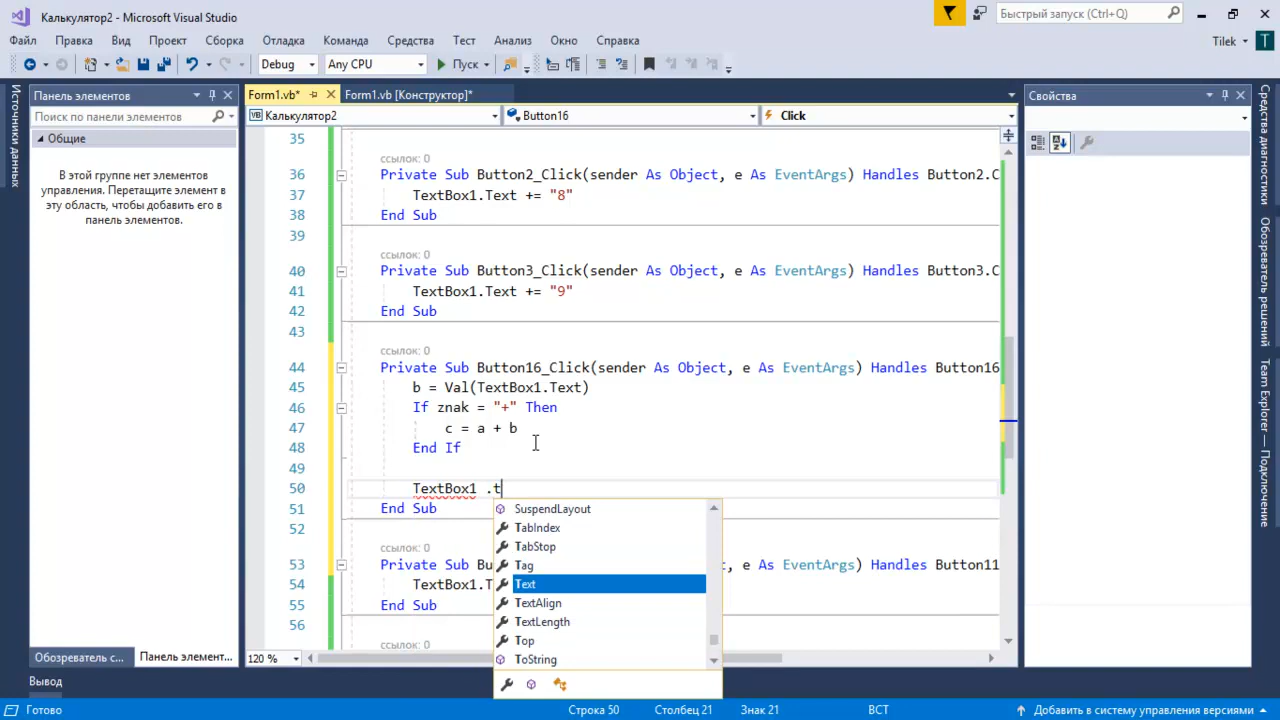 Калькулятор2 - Microsoft Visual Studio
Быстрый запуск (Ctrl+Q)
Файл Правка Вид Проект Сборка Отладка Команда Средства Тест Анализ Окно Справка
Tilek T
Debug Any CPU Пуск
Источники данных
Панель элементов
Поиск по панели элементов
Общие
В этой группе нет элементов
управления. Перетащите элемент в
эту область, чтобы добавить его в
панель элементов.
Обозреватель с... Панель элемент...
Form1.vb* Form1.vb [Конструктор]*
VB Калькулятор2 Button16 Click
35
ссылок: 0
36 Private Sub Button2_Click(sender As Object, e As EventArgs) Handles Button2.C
37 TextBox1.Text += "8"
38 End Sub
39
ссылок: 0
40 Private Sub Button3_Click(sender As Object, e As EventArgs) Handles Button3.C
41 TextBox1.Text += "9"
42 End Sub
43
ссылок: 0
44 Private Sub Button16_Click(sender As Object, e As EventArgs) Handles Button16
45 b = Val(TextBox1.Text)
46 If znak = "+" Then
47 c = a + b
48 End If
49
50 TextBox1 .t
51 End Sub
52
ссылок: 0
53 Private Sub Bu , e As EventArgs) Handles Button11
54 TextBox1.T
55 End Sub
56
ссылок: 0
SuspendLayout
TabIndex
TabStop
Tag
Text
TextAlign
TextLength
Top
ToString
120 %
Свойства
Средства диагностики
Обозреватель решений
Team Explorer - Подключение
Вывод
Готово Строка 50 Столбец 21 Знак 21 ВСТ Добавить в систему управления версиями